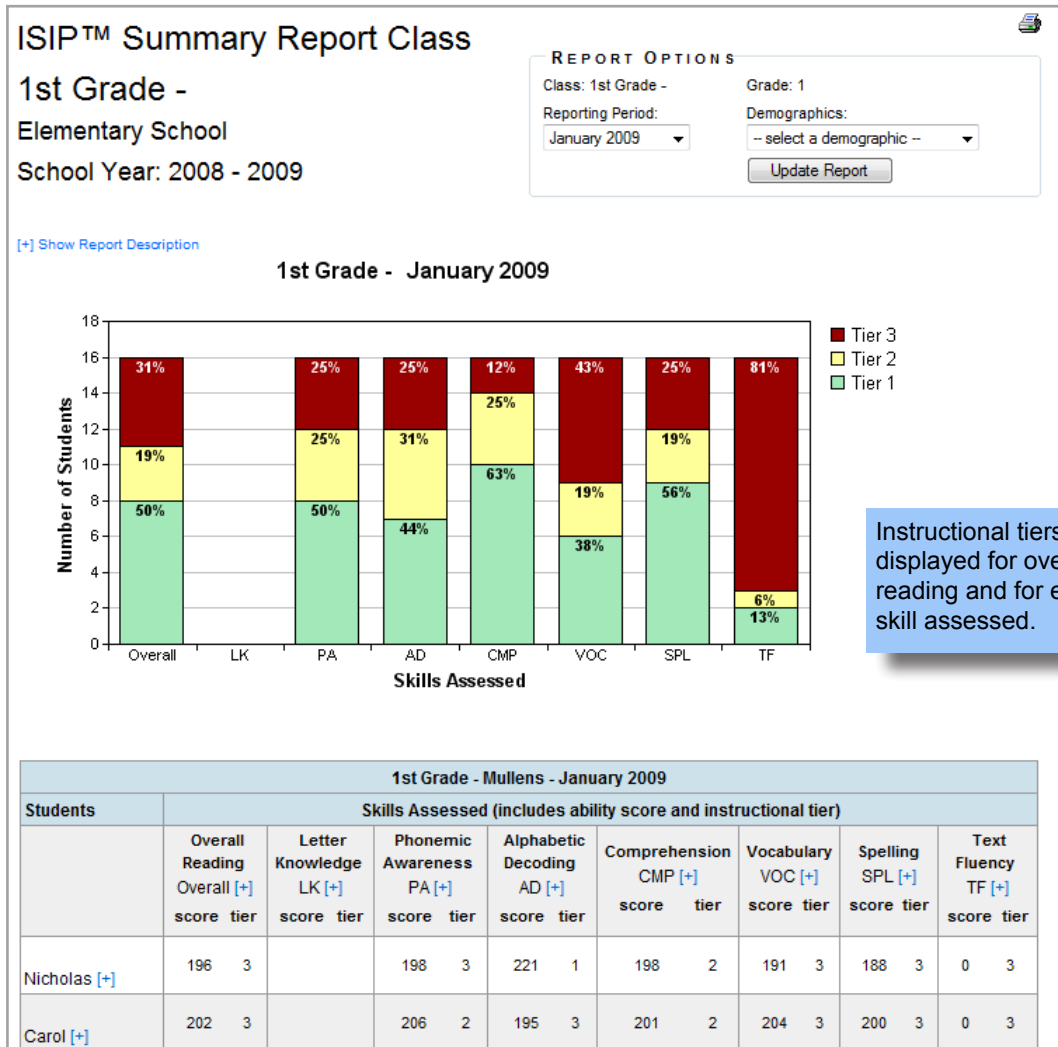 ISIP™ Summary Report Class
1st Grade -
Elementary School
School Year: 2008 - 2009
REPORT OPTIONS
Class: 1st Grade - Grade: 1
Reporting Period: Demographics:
January 2009 -- select a demographic --
Update Report
[+] Show Report Description
1st Grade - January 2009
Number of Students
18
16
14
12
10
8
6
4
2
0
31%
19%
50%
25%
25%
50%
25%
31%
44%
12%
25%
63%
43%
19%
38%
25%
19%
56%
81%
6%
13%
Overall LK PA AD CMP VOC SPL TF
Skills Assessed
Tier 3
Tier 2
Tier 1
Instructional tiers
displayed for
reading and for
skill assessed.
1st Grade - Mullens - January 2009
Students Skills Assessed (includes ability score and instructional tier)
Overall Reading Overall [+] score tier
Letter Knowledge LK [+] score tier
Phonemic Awareness PA [+] score tier
Alphabetic Decoding AD [+] score tier
Comprehension CMP [+] score tier
Vocabulary VOC [+] score tier
Spelling SPL [+] score tier
Text Fluency TF [+] score tier
Nicholas [+] 196 3 198 3 221 1 198 2 191 3 188 3 0 3
Carol [+] 202 3 206 2 195 3 201 2 204 3 200 3 0 3